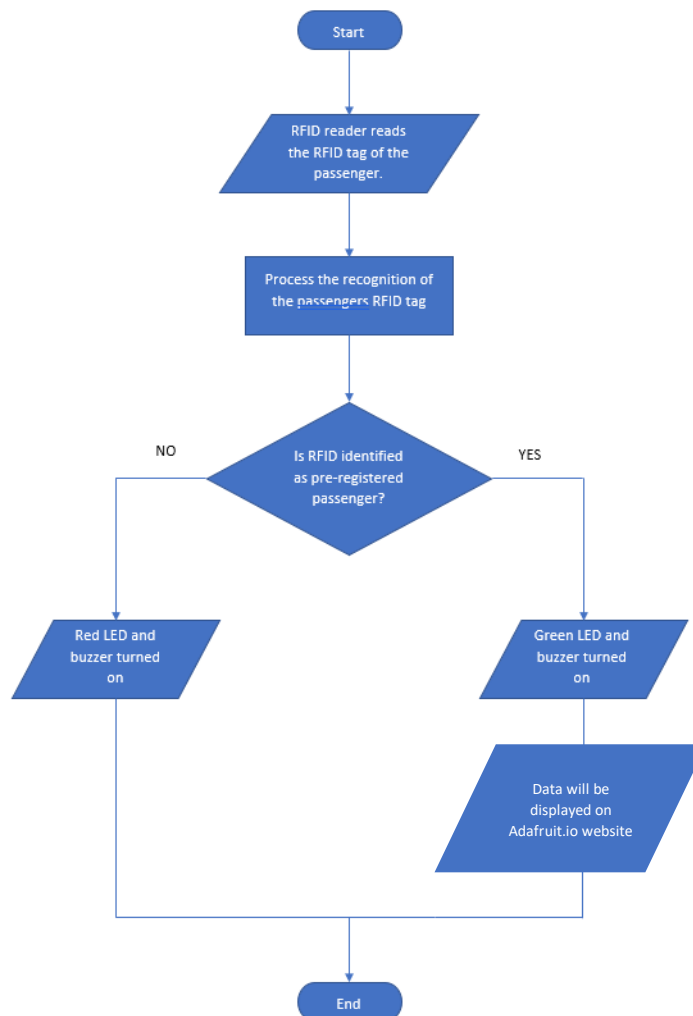 Start
RFID reader reads
the RFID tag of the
passenger.
Process the recognition of
the passengers RFID tag
Is RFID identified
as pre-registered
passenger?
NO
YES
Red LED and
buzzer turned
on
Green LED and
buzzer turned
on
Data will be
displayed on
Adafruit.io website
End